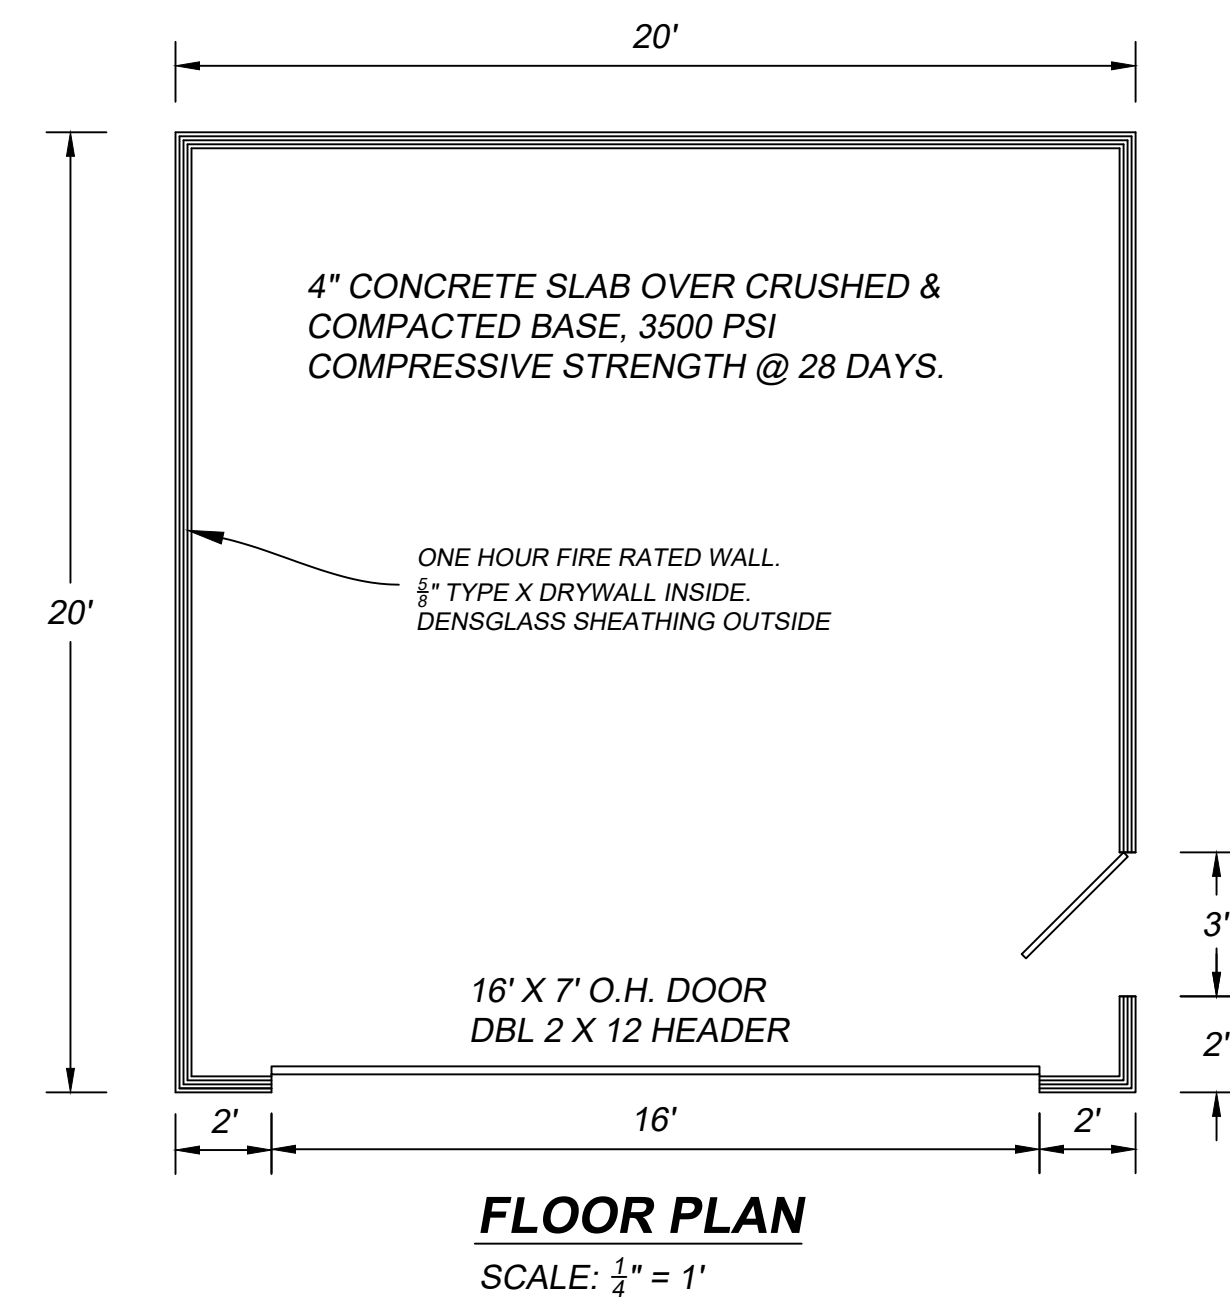 20'
4" CONCRETE SLAB OVER CRUSHED &
COMPACTED BASE, 3500 PSI
COMPRESSIVE STRENGTH @ 28 DAYS.
ONE HOUR FIRE RATED WALL.
5/8" TYPE X DRYWALL INSIDE.
DENSGLASS SHEATHING OUTSIDE
20'
3'
16' X 7' O.H. DOOR
DBL 2 X 12 HEADER
2'
2'
16'
2'
FLOOR PLAN
SCALE: 1/4" = 1'